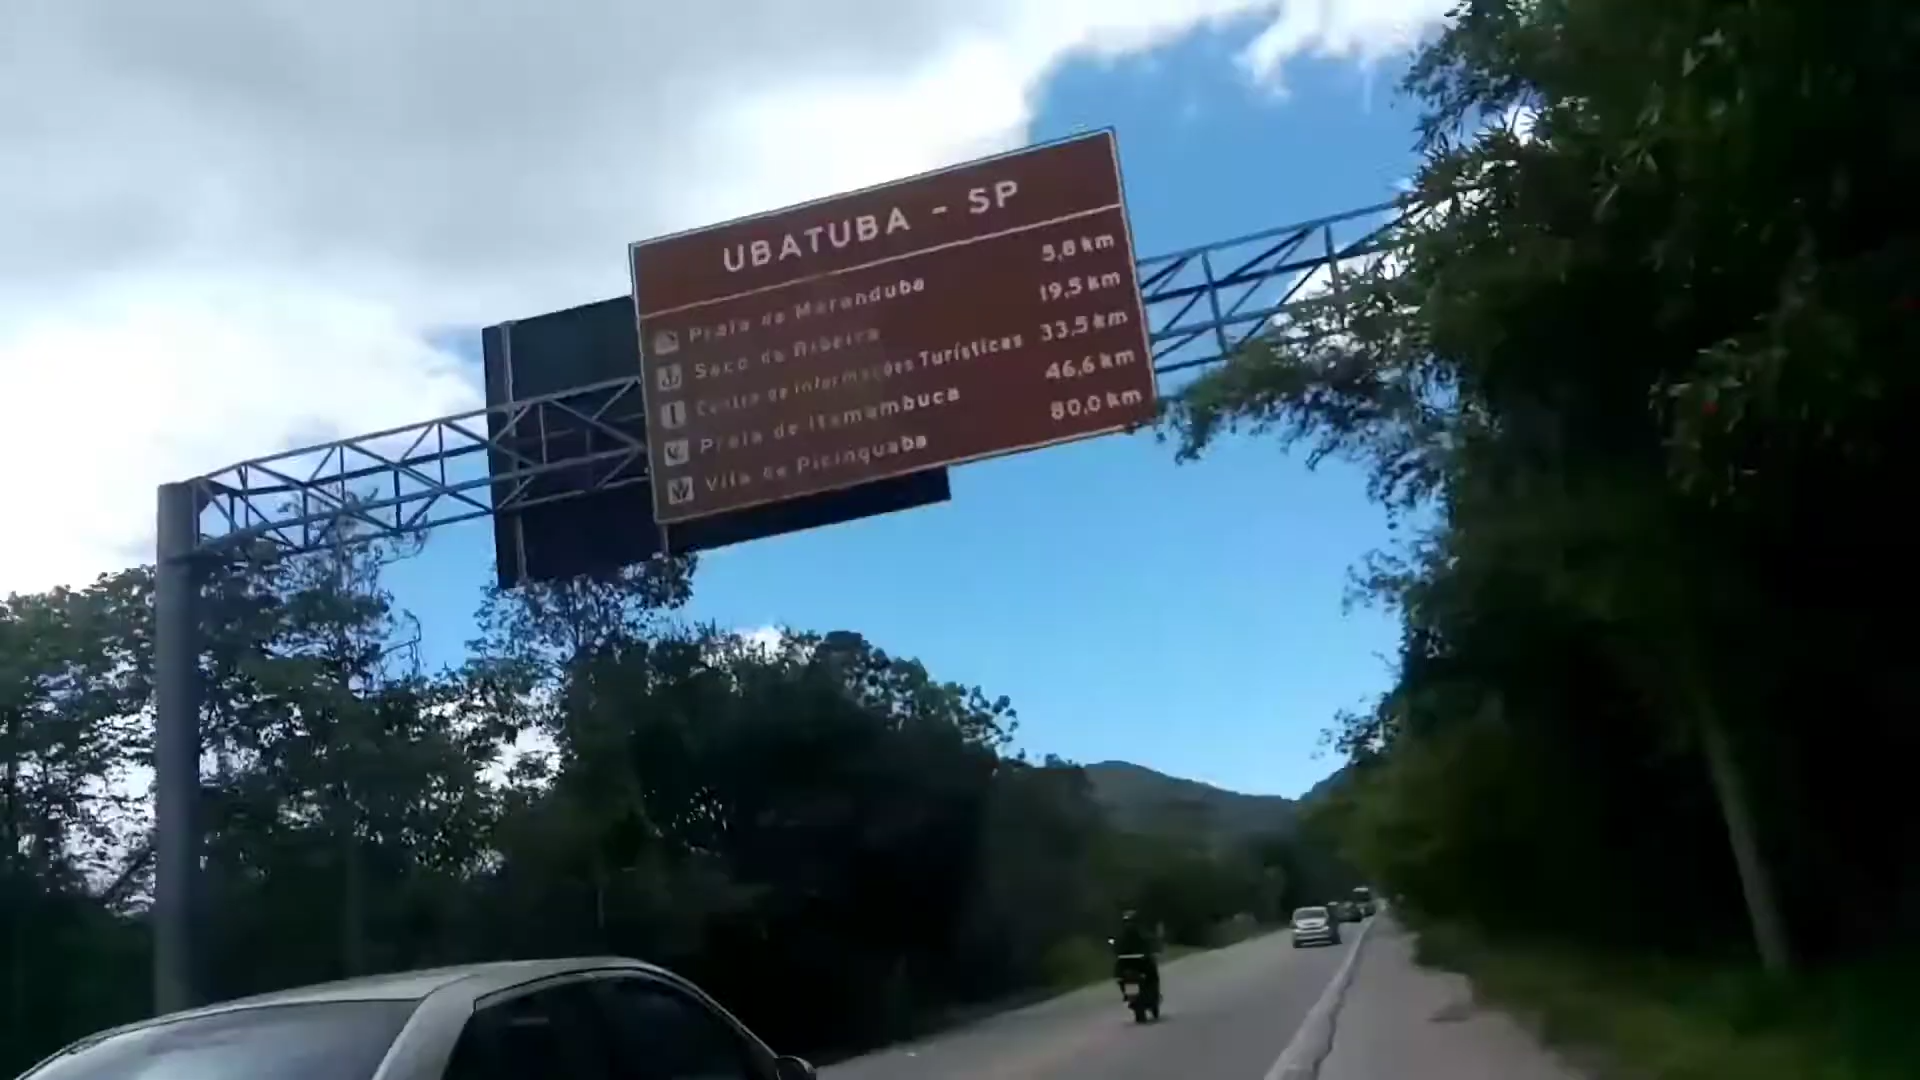 UBATUBA - SP
Praia de Maranduba 5,8 km
Saco da Ribeira 19,5 km
Centro de Informações Turísticas 33,5 km
Praia de Itamambuca 46,6 km
Vila de Picinguaba 80,0 km